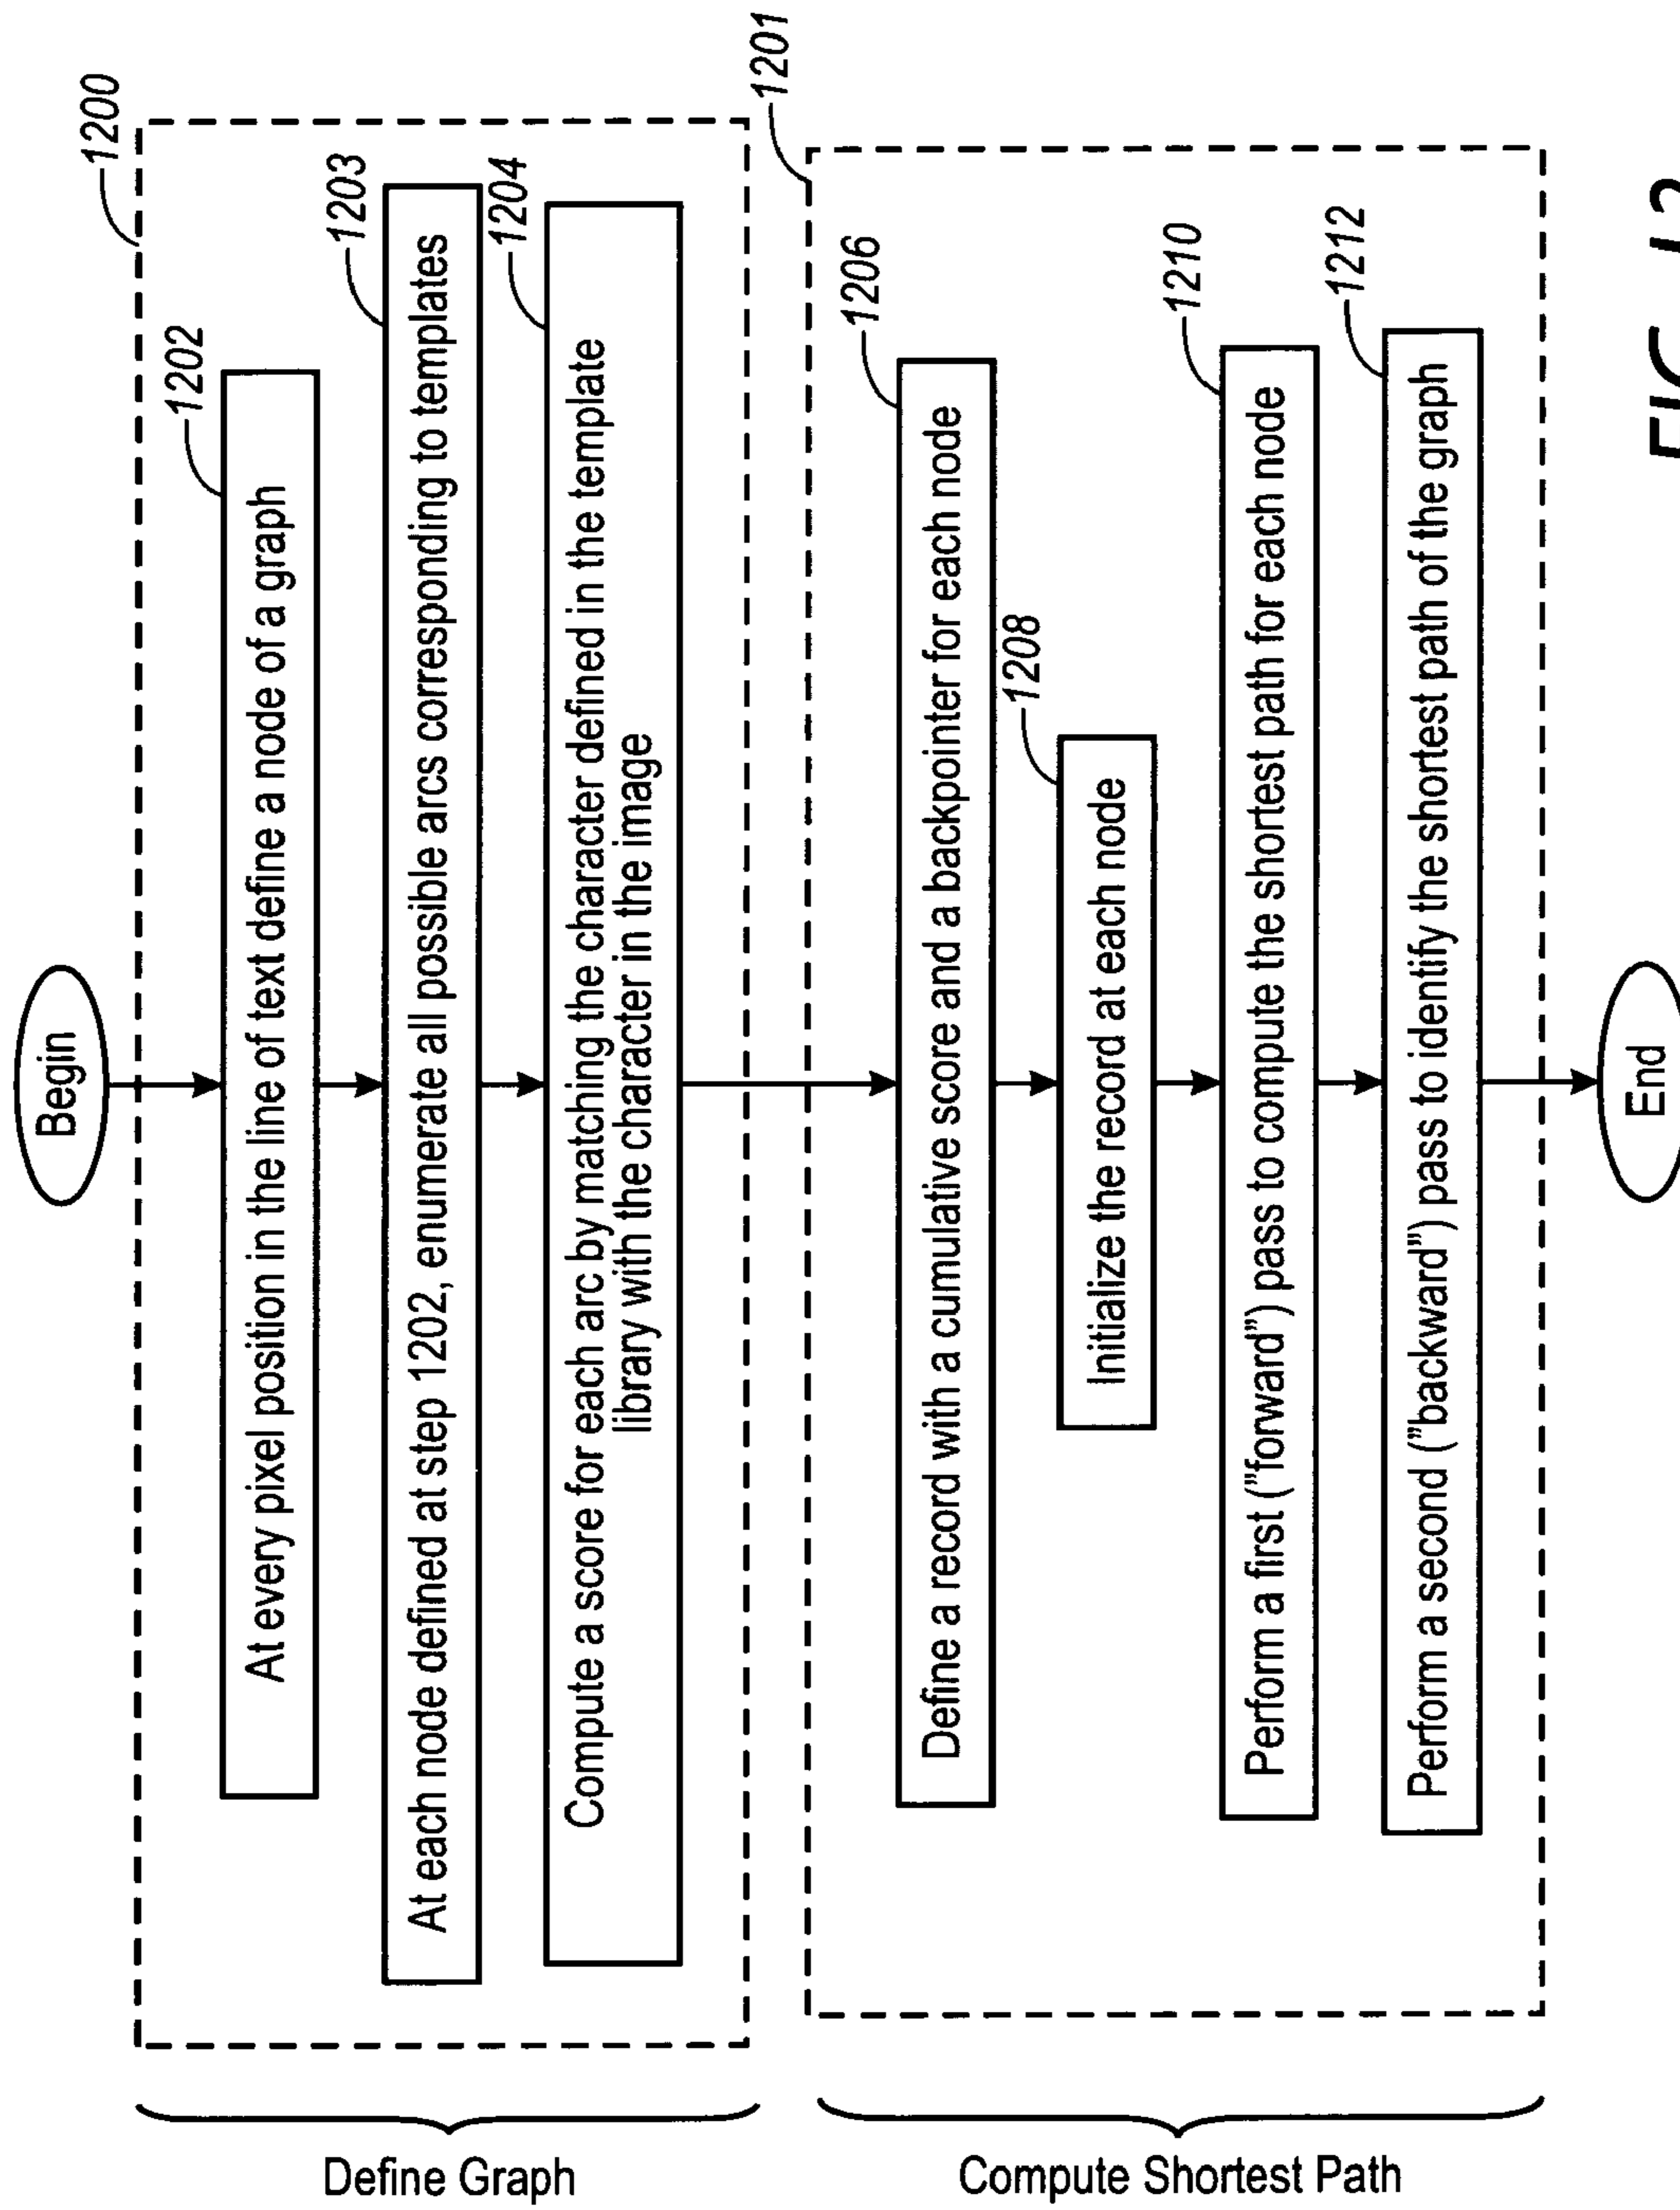 Begin
1200
1202
At every pixel position in the line of text define a node of a graph
1203
At each node defined at step 1202, enumerate all possible arcs corresponding to templates
1204
Compute a score for each arc by matching the character defined in the template
library with the character in the image
Define Graph
1201
1206
Define a record with a cumulative score and a backpointer for each node
1208
Initialize the record at each node
1210
Perform a first ("forward") pass to compute the shortest path for each node
1212
Perform a second ("backward") pass to identify the shortest path of the graph
Compute Shortest Path
End
FIG. 12